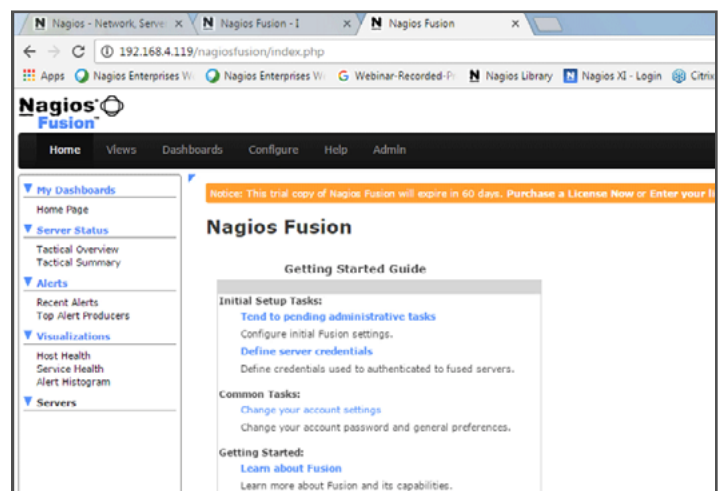 Nagios - Network, Server
Nagios Fusion - I
Nagios Fusion
192.168.4.119/nagiosfusion/index.php
Apps
Nagios Enterprises W
Nagios Enterprises W
Webinar-Recorded-P
Nagios Library
Nagios XI - Login
Citrix
Nagios
Fusion
Home Views Dashboards Configure Help Admin
My Dashboards
Home Page
Server Status
Tactical Overview
Tactical Summary
Alerts
Recent Alerts
Top Alert Producers
Visualizations
Host Health
Service Health
Alert Histogram
Servers
Notice: This trial copy of Nagios Fusion will expire in 60 days. Purchase a License Now or Enter your li
Nagios Fusion
Getting Started Guide
Initial Setup Tasks:
Tend to pending administrative tasks
Configure initial Fusion settings.
Define server credentials
Define credentials used to authenticated to fused servers.
Common Tasks:
Change your account settings
Change your account password and general preferences.
Getting Started:
Learn about Fusion
Learn more about Fusion and its capabilities.